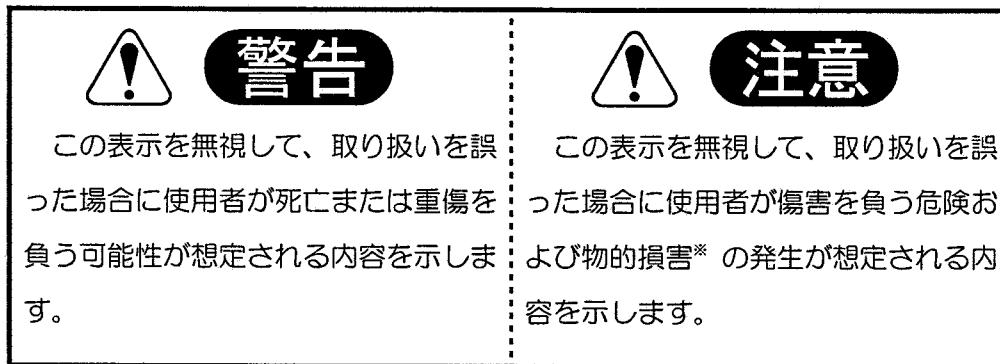 警告
この表示を無視して、取り扱いを誤
った場合に使用者が死亡または重傷を
負う可能性が想定される内容を示しま
す。
注意
この表示を無視して、取り扱いを誤
った場合に使用者が傷害を負う危険お
よび物的損害※ の発生が想定される内
容を示します。